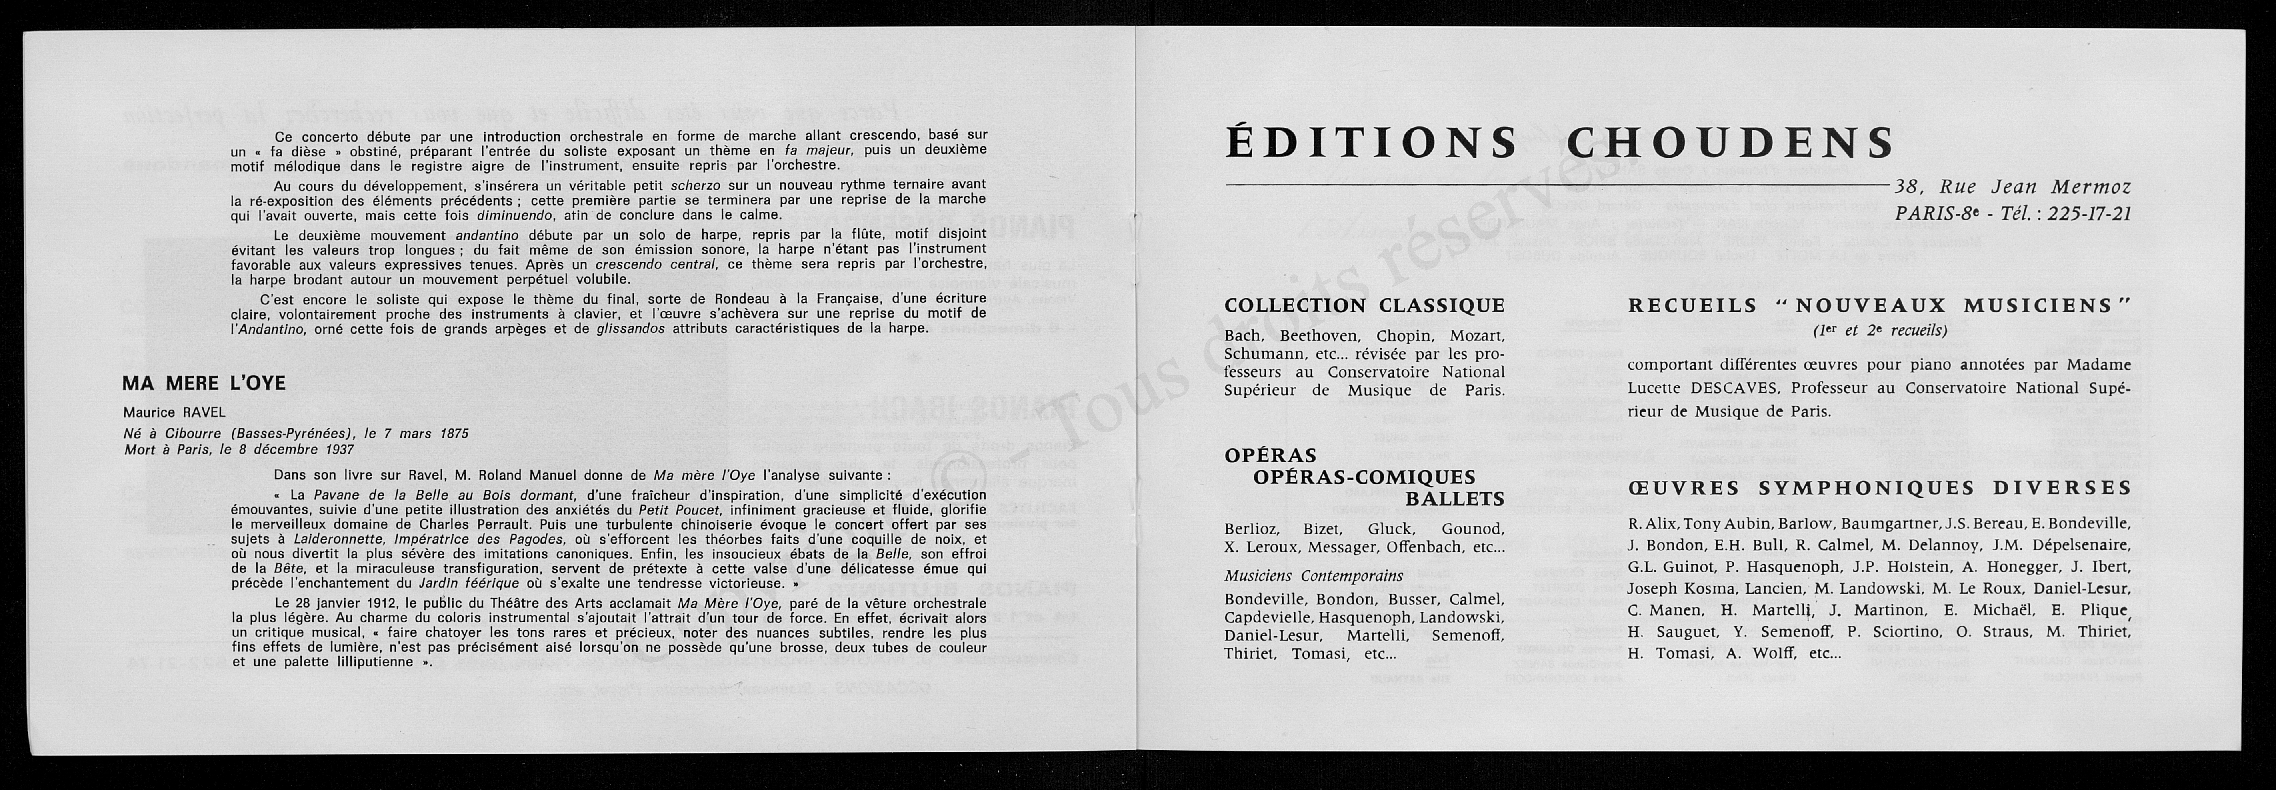 Ce concerto débute par une introduction orchestrale en forme de marche allant crescendo, basé sur
un « fa dièse » obstiné, préparant l'entrée du soliste exposant un thème en fa majeur, puis un deuxième
motif mélodique dans le registre aigre de l'instrument, ensuite repris par l'orchestre.
Au cours du développement, s'insérera un véritable petit scherzo sur un nouveau rythme ternaire avant
la ré-exposition des éléments précédents ; cette première partie se terminera par une reprise de la marche
qui l'avait ouverte, mais cette fois diminuendo, afin de conclure dans le calme.
Le deuxième mouvement andantino débute par un solo de harpe, repris par la flûte, motif disjoint
évitant les valeurs trop longues ; du fait même de son émission sonore, la harpe n'étant pas l'instrument
favorable aux valeurs expressives tenues. Après un crescendo central, ce thème sera repris par l'orchestre,
la harpe brodant autour un mouvement perpétuel volubile.
C'est encore le soliste qui expose le thème du final, sorte de Rondeau à la Française, d'une écriture
claire, volontairement proche des instruments à clavier, et l'œuvre s'achèvera sur une reprise du motif de
l'Andantino, orné cette fois de grands arpèges et de glissandos attributs caractéristiques de la harpe.
MA MERE L'OYE
Maurice RAVEL
Né à Cibourre (Basses-Pyrénées), le 7 mars 1875
Mort à Paris, le 8 décembre 1937
Dans son livre sur Ravel, M. Roland Manuel donne de Ma mère l'Oye l'analyse suivante :
« La Pavane de la Belle au Bois dormant, d'une fraîcheur d'inspiration, d'une simplicité d'exécution
émouvantes, suivie d'une petite illustration des anxiétés du Petit Poucet, infiniment gracieuse et fluide, glorifie
le merveilleux domaine de Charles Perrault. Puis une turbulente chinoiserie évoque le concert offert par ses
sujets à Laideronnette, Impératrice des Pagodes, où s'efforcent les théorbes faits d'une coquille de noix, et
où nous divertit la plus sévère des imitations canoniques. Enfin, les insoucieux ébats de la Belle, son effroi
de la Bête, et la miraculeuse transfiguration, servent de prétexte à cette valse d'une délicatesse émue qui
précède l'enchantement du Jardin féérique où s'exalte une tendresse victorieuse. »
Le 28 janvier 1912, le public du Théâtre des Arts acclamait Ma Mère l'Oye, paré de la vêture orchestrale
la plus légère. Au charme du coloris instrumental s'ajoutait l'attrait d'un tour de force. En effet, écrivait alors
un critique musical, « faire chatoyer les tons rares et précieux, noter des nuances subtiles, rendre les plus
fins effets de lumière, n'est pas précisément aisé lorsqu'on ne possède qu'une brosse, deux tubes de couleur
et une palette lilliputienne ».
ÉDITIONS CHOUDENS
38, Rue Jean Mermoz
PARIS-8e - Tél. : 225-17-21
COLLECTION CLASSIQUE
Bach, Beethoven, Chopin, Mozart,
Schumann, etc... révisée par les pro-
fesseurs au Conservatoire National
Supérieur de Musique de Paris.
OPÉRAS
OPÉRAS-COMIQUES
BALLETS
Berlioz, Bizet, Gluck, Gounod,
X. Leroux, Messager, Offenbach, etc...
Musiciens Contemporains
Bondeville, Bondon, Busser, Calmel,
Capdevielle, Hasquenoph, Landowski,
Daniel-Lesur, Martelli, Semenoff,
Thiriet, Tomasi, etc...
RECUEILS “ NOUVEAUX MUSICIENS ”
(1er et 2e recueils)
comportant différentes œuvres pour piano annotées par Madame
Lucette DESCAVES, Professeur au Conservatoire National Supé-
rieur de Musique de Paris.
ŒUVRES SYMPHONIQUES DIVERSES
R. Alix, Tony Aubin, Barlow, Baumgartner, J.S. Bereau, E. Bondeville,
J. Bondon, E.H. Bull, R. Calmel, M. Delannoy, J.M. Dépelsenaire,
G.L. Guinot, P. Hasquenoph, J.P. Holstein, A. Honegger, J. Ibert,
Joseph Kosma, Lancien, M. Landowski, M. Le Roux, Daniel-Lesur,
C. Manen, H. Martelli, J. Martinon, E. Michaël, E. Plique,
H. Sauguet, Y. Semenoff, P. Sciortino, O. Straus, M. Thiriet,
H. Tomasi, A. Wolff, etc...
© - Tous droits réservés